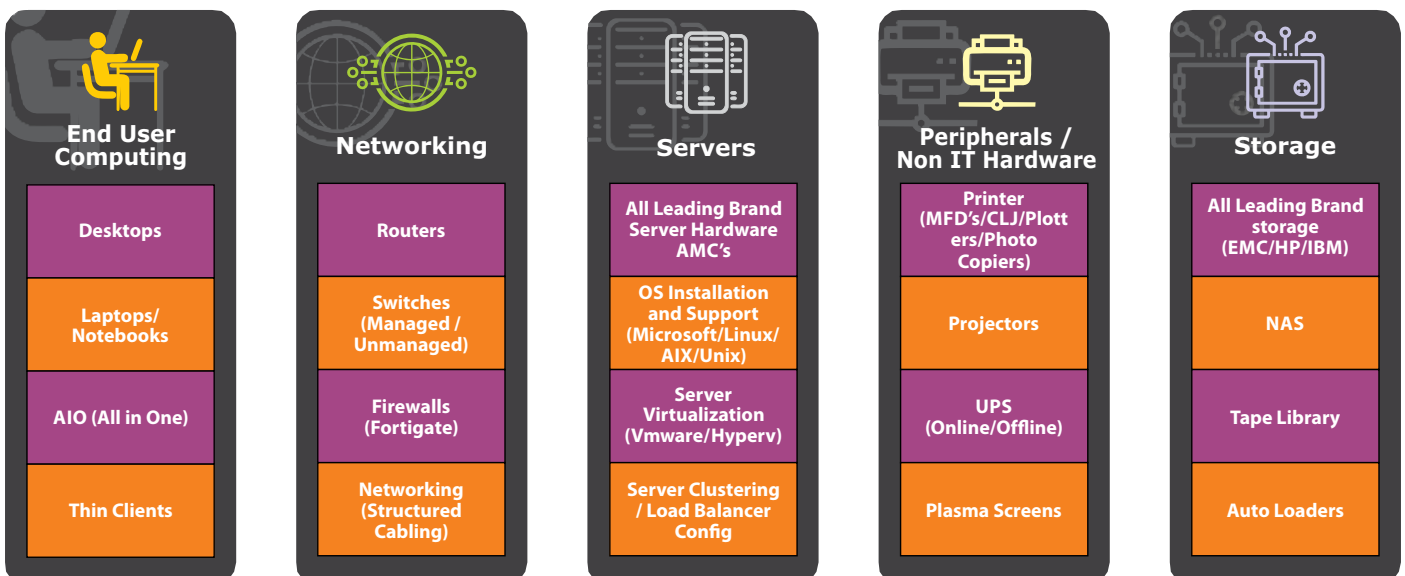 End User
Computing
Desktops
Laptops/
Notebooks
AIO (All in One)
Thin Clients
Networking
Routers
Switches
(Managed /
Unmanaged)
Firewalls
(Fortigate)
Networking
(Structured
Cabling)
Servers
All Leading Brand
Server Hardware
AMC’s
OS Installation
and Support
(Microsoft/Linux/
AIX/Unix)
Server
Virtualization
(Vmware/Hyperv)
Server Clustering
/ Load Balancer
Config
Peripherals /
Non IT Hardware
Printer
(MFD’s/CLJ/Plott
ers/Photo
Copiers)
Projectors
UPS
(Online/Offline)
Plasma Screens
Storage
All Leading Brand
storage
(EMC/HP/IBM)
NAS
Tape Library
Auto Loaders